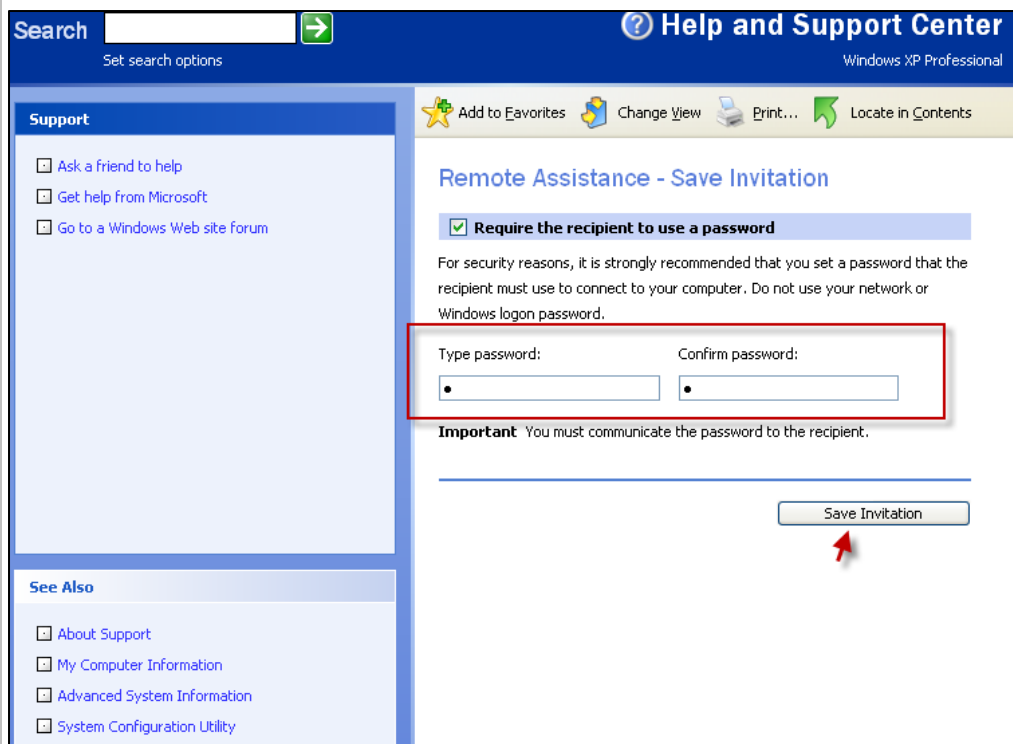 Search
Set search options
Help and Support Center
Windows XP Professional
Support
Ask a friend to help
Get help from Microsoft
Go to a Windows Web site forum
See Also
About Support
My Computer Information
Advanced System Information
System Configuration Utility
Add to Favorites
Change View
Print...
Locate in Contents
Remote Assistance - Save Invitation
Require the recipient to use a password
For security reasons, it is strongly recommended that you set a password that the
recipient must use to connect to your computer. Do not use your network or
Windows logon password.
Type password:
Confirm password:
Important You must communicate the password to the recipient.
Save Invitation